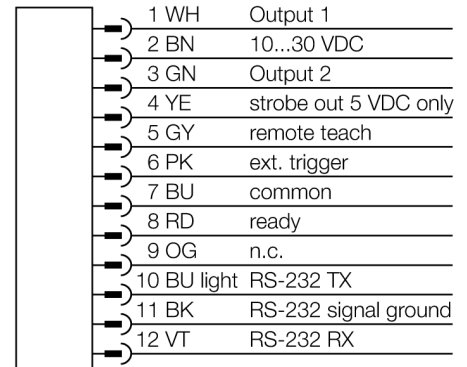 1 WH Output 1
2 BN 10...30 VDC
3 GN Output 2
4 YE strobe out 5 VDC only
5 GY remote teach
6 PK ext. trigger
7 BU common
8 RD ready
9 OG n.c.
10 BU light RS-232 TX
11 BK RS-232 signal ground
12 VT RS-232 RX